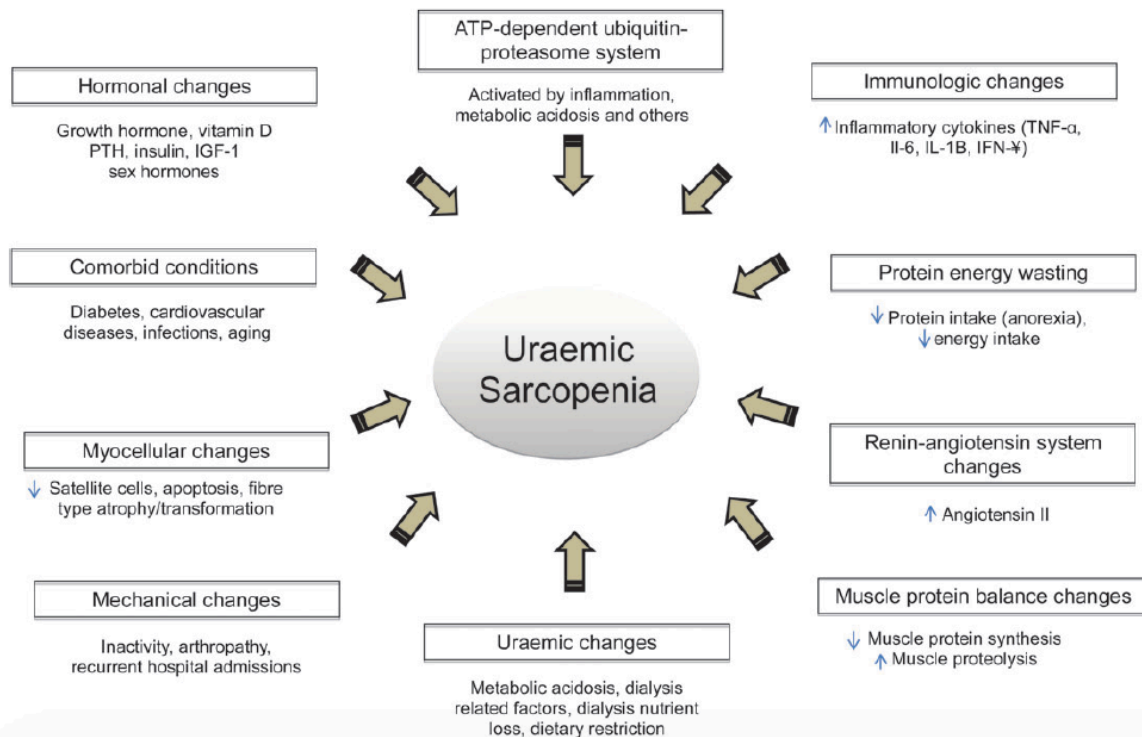 ATP-dependent ubiquitin-
proteasome system
Activated by inflammation,
metabolic acidosis and others
Hormonal changes
Growth hormone, vitamin D
PTH, insulin, IGF-1
sex hormones
Immunologic changes
↑ Inflammatory cytokines (TNF-α,
Il-6, IL-1B, IFN-¥)
Comorbid conditions
Diabetes, cardiovascular
diseases, infections, aging
Protein energy wasting
↓ Protein intake (anorexia),
↓ energy intake
Uraemic
Sarcopenia
Myocellular changes
↓ Satellite cells, apoptosis, fibre
type atrophy/transformation
Renin-angiotensin system
changes
↑ Angiotensin II
Mechanical changes
Inactivity, arthropathy,
recurrent hospital admissions
Uraemic changes
Metabolic acidosis, dialysis
related factors, dialysis nutrient
loss, dietary restriction
Muscle protein balance changes
↓ Muscle protein synthesis
↑ Muscle proteolysis